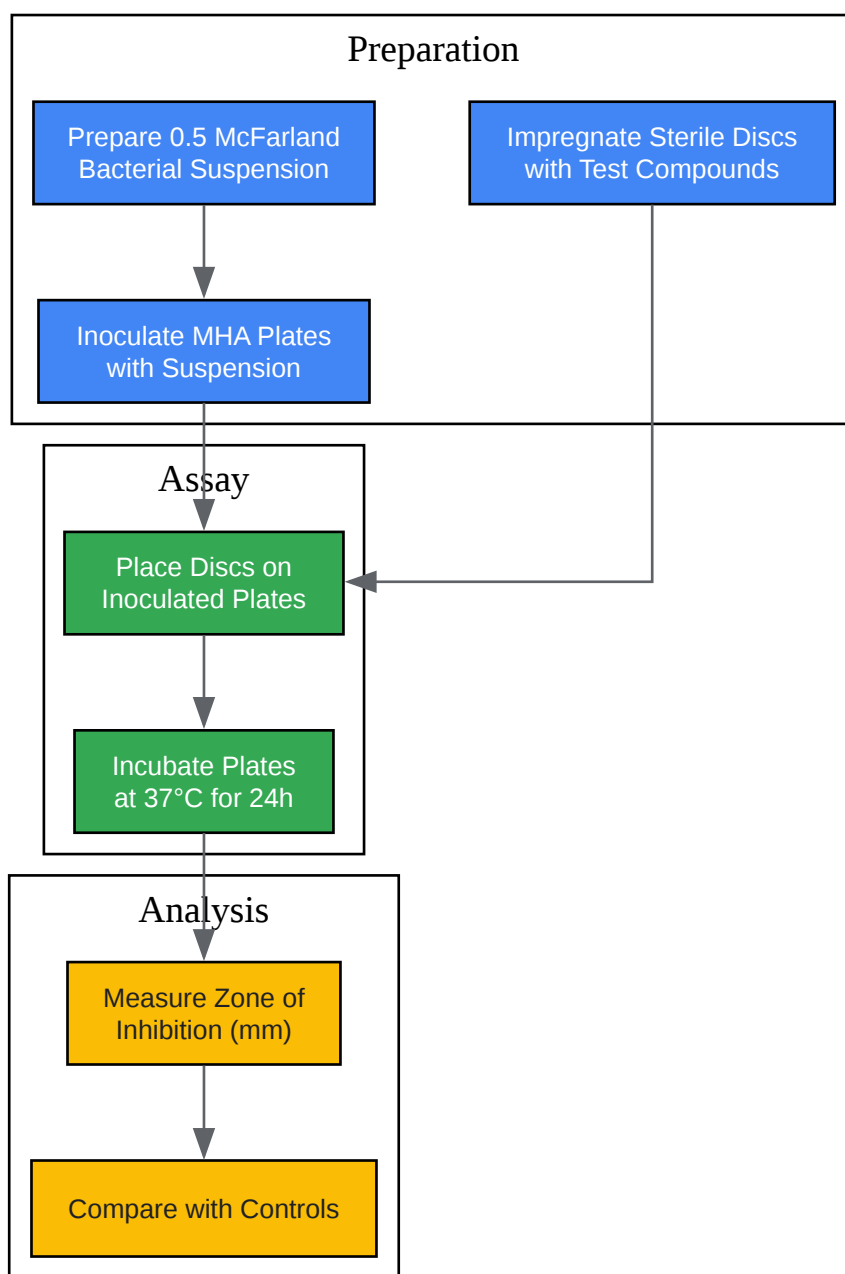 Preparation
Prepare 0.5 McFarland
Bacterial Suspension
Impregnate Sterile Discs
with Test Compounds
Inoculate MHA Plates
with Suspension
Assay
Place Discs on
Inoculated Plates
Incubate Plates
at 37°C for 24h
Analysis
Measure Zone of
Inhibition (mm)
Compare with Controls